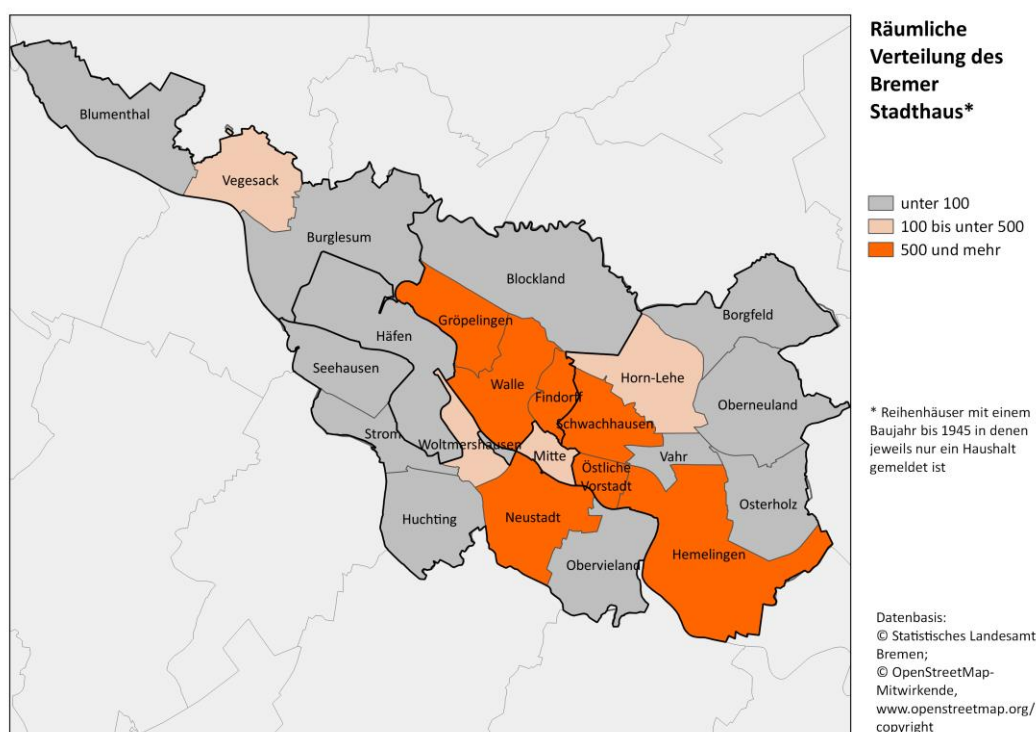 Räumliche
Verteilung des
Bremer
Stadthaus*
unter 100
100 bis unter 500
500 und mehr
Blumenthal
Vegesack
Burglesum
Blockland
Borgfeld
Gröpelingen
Häfen
Seehausen
Walle
Horn-Lehe
Findorff
Oberneuland
Schwachhausen
Strom
Woltmershausen
Mitte
Vahr
Östliche
Vorstadt
Osterholz
Huchting
Neustadt
Hemelingen
Obervieland
* Reihenhäuser mit einem
Baujahr bis 1945 in denen
jeweils nur ein Haushalt
gemeldet ist
Datenbasis:
© Statistisches Landesamt
Bremen;
© OpenStreetMap-
Mitwirkende,
www.openstreetmap.org/
copyright